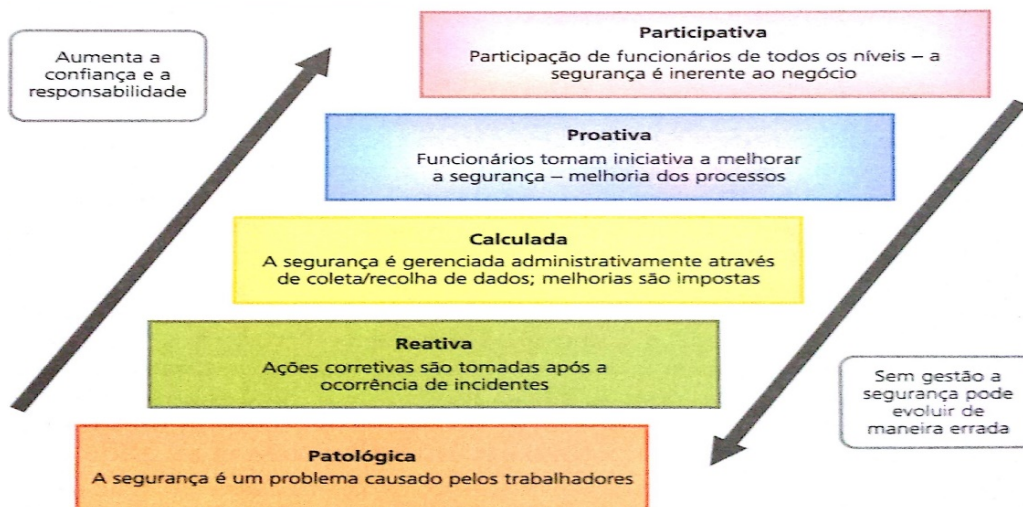 Aumenta a
confiança e a
responsabilidade
Participativa
Participação de funcionários de todos os níveis – a
segurança é inerente ao negócio
Proativa
Funcionários tomam iniciativa a melhorar
a segurança – melhoria dos processos
Calculada
A segurança é gerenciada administrativamente através
de coleta/recolha de dados; melhorias são impostas
Reativa
Ações corretivas são tomadas após a
ocorrência de incidentes
Sem gestão a
segurança pode
evoluir de
maneira errada
Patológica
A segurança é um problema causado pelos trabalhadores